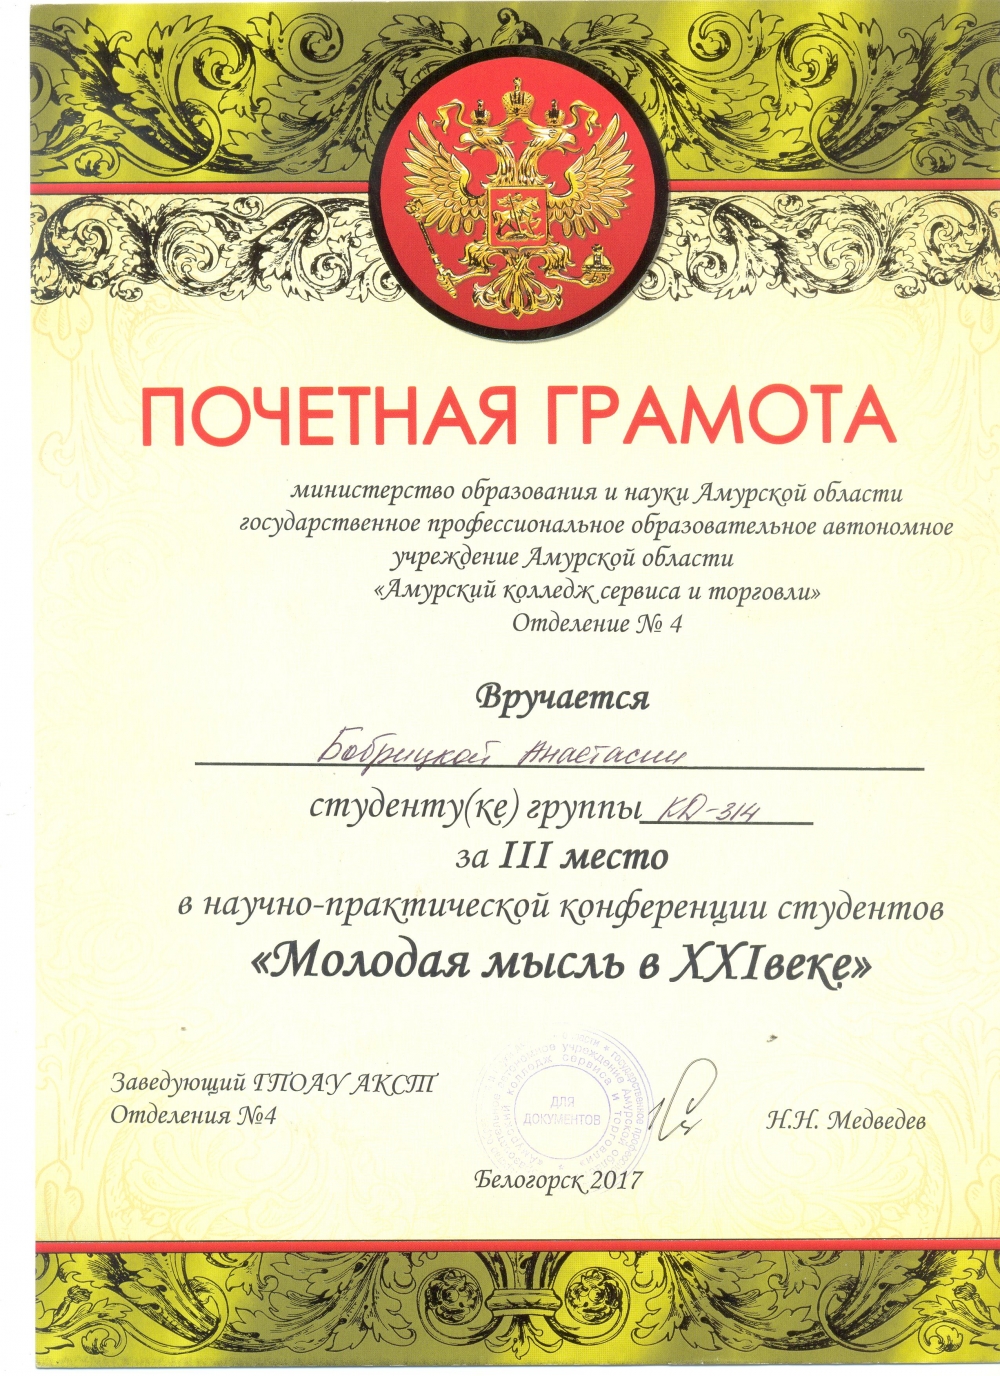 ПОЧЕТНАЯ ГРАМОТА
министерство образования и науки Амурской области
государственное профессиональное образовательное автономное
учреждение Амурской области
«Амурский колледж сервиса и торговли»
Отделение № 4
Вручается
Бобрицкой Анастасии
студенту(ке) группы КД-314
за III место
в научно-практической конференции студентов
«Молодая мысль в XXIвеке»
Заведующий ГПОАУ АКСТ
Отделения №4
Н.Н. Медведев
ДЛЯ
ДОКУМЕНТОВ
Белогорск 2017